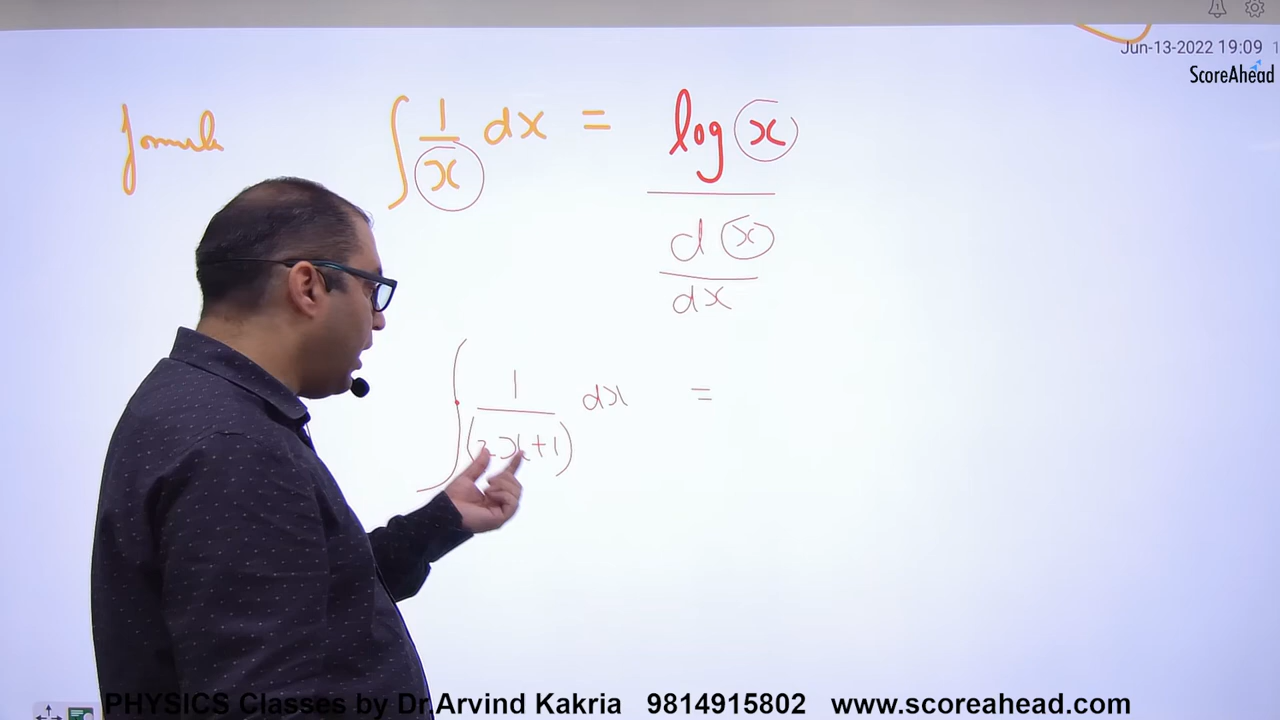 Jun-13-2022 19:09 1
ScoreAhead
formula ∫ 1/x dx = log x / (d x / dx)
∫ 1/(2x+1) dx =
PHYSICS Classes by Dr.Arvind Kakria 9814915802 www.scoreahead.com